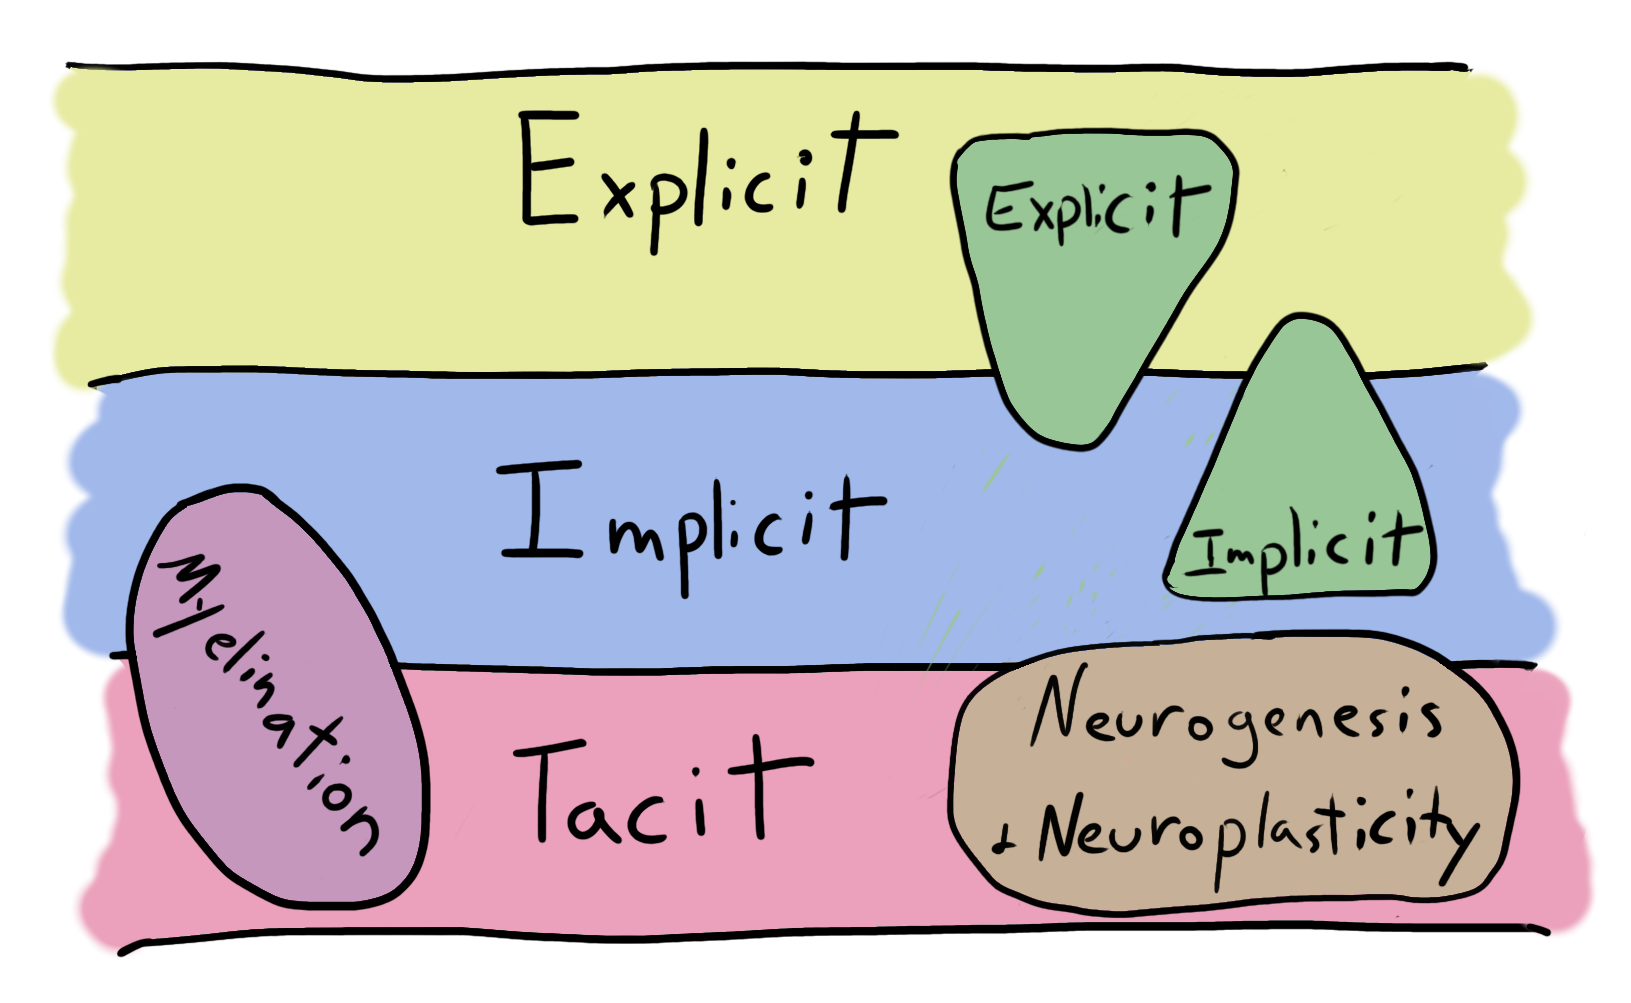 Explicit
Explicit
Implicit
Implicit
Myelination
Tacit
Neurogenesis
+ Neuroplasticity